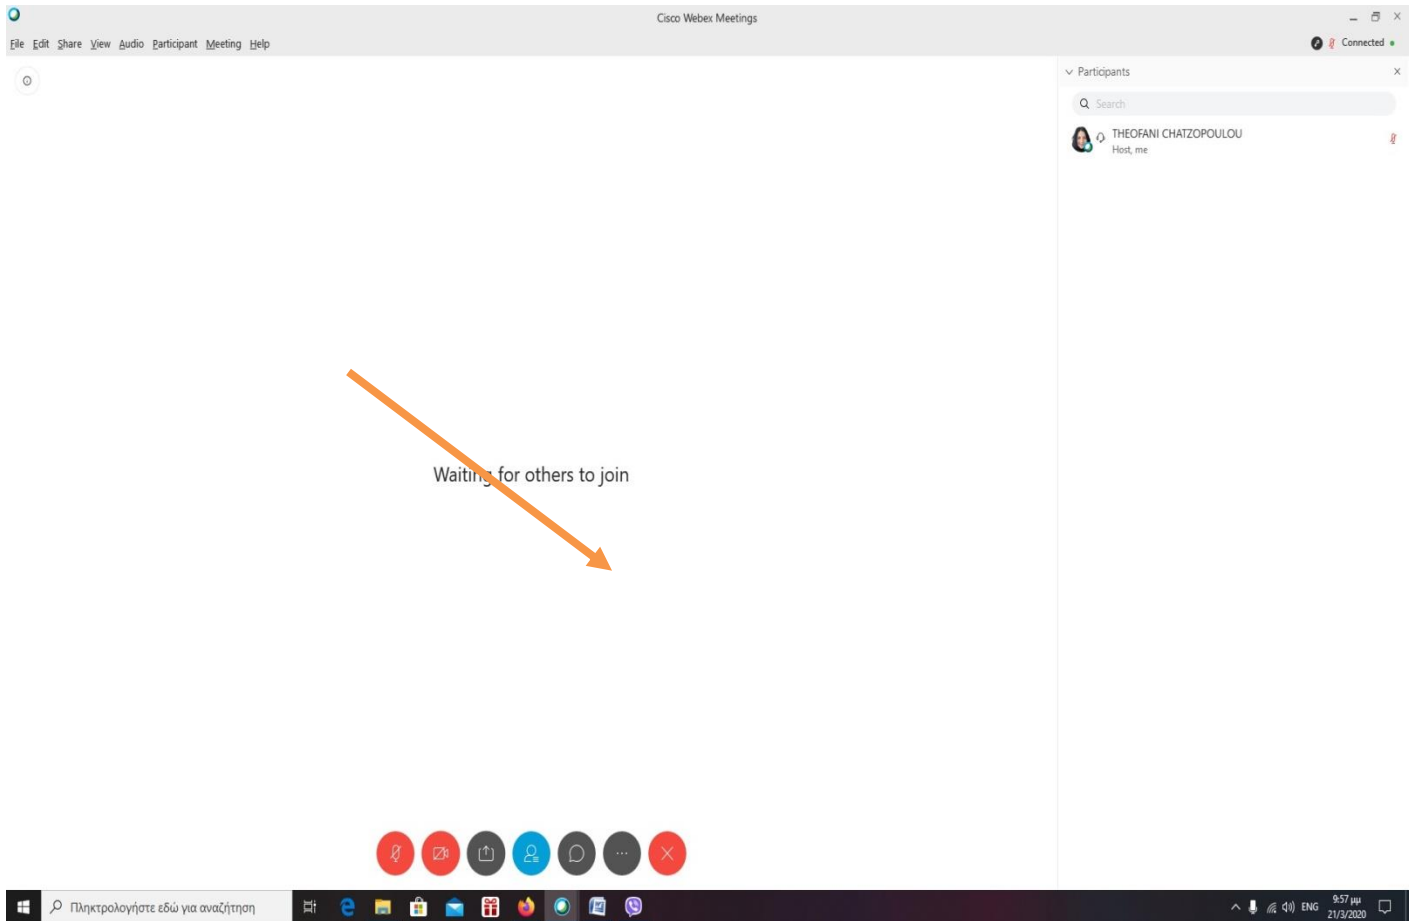 Cisco Webex Meetings
File Edit Share View Audio Participant Meeting Help
Connected
Participants
Search
THEOFANI CHATZOPOULOU
Host, me
Waiting for others to join
Πληκτρολογήστε εδώ για αναζήτηση
ENG
9:57 μμ
21/3/2020